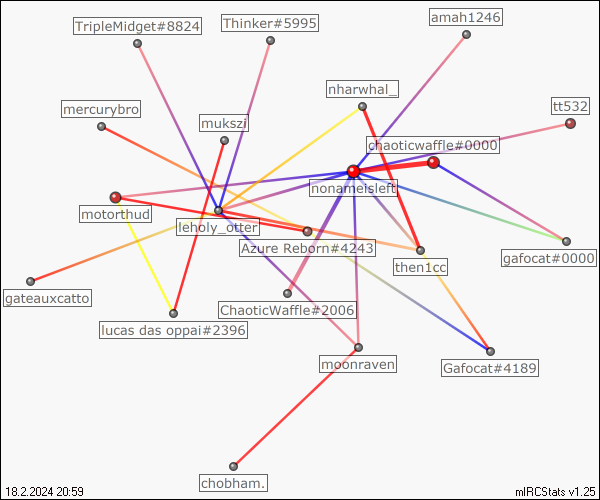 TripleMidget#8824
Thinker#5995
amah1246
nharwhal_
tt532
mercurybro
mukszi
chaoticwaffle#0000
nonameisleft
motorthud
leholy_otter
Azure Reborn#4243
then1cc
gafocat#0000
gateauxcatto
ChaoticWaffle#2006
lucas das oppai#2396
moonraven
Gafocat#4189
chobham.
18.2.2024 20:59
mIRCStats v1.25